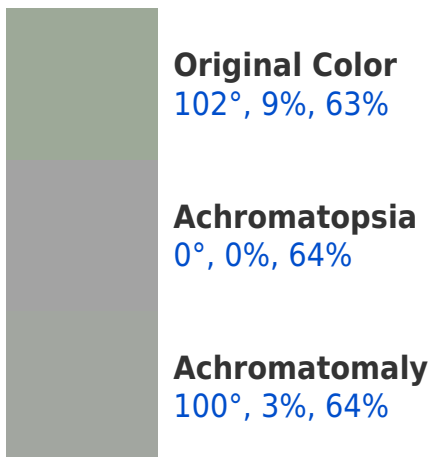 Original Color
102°, 9%, 63%
Achromatopsia
0°, 0%, 64%
Achromatomaly
100°, 3%, 64%